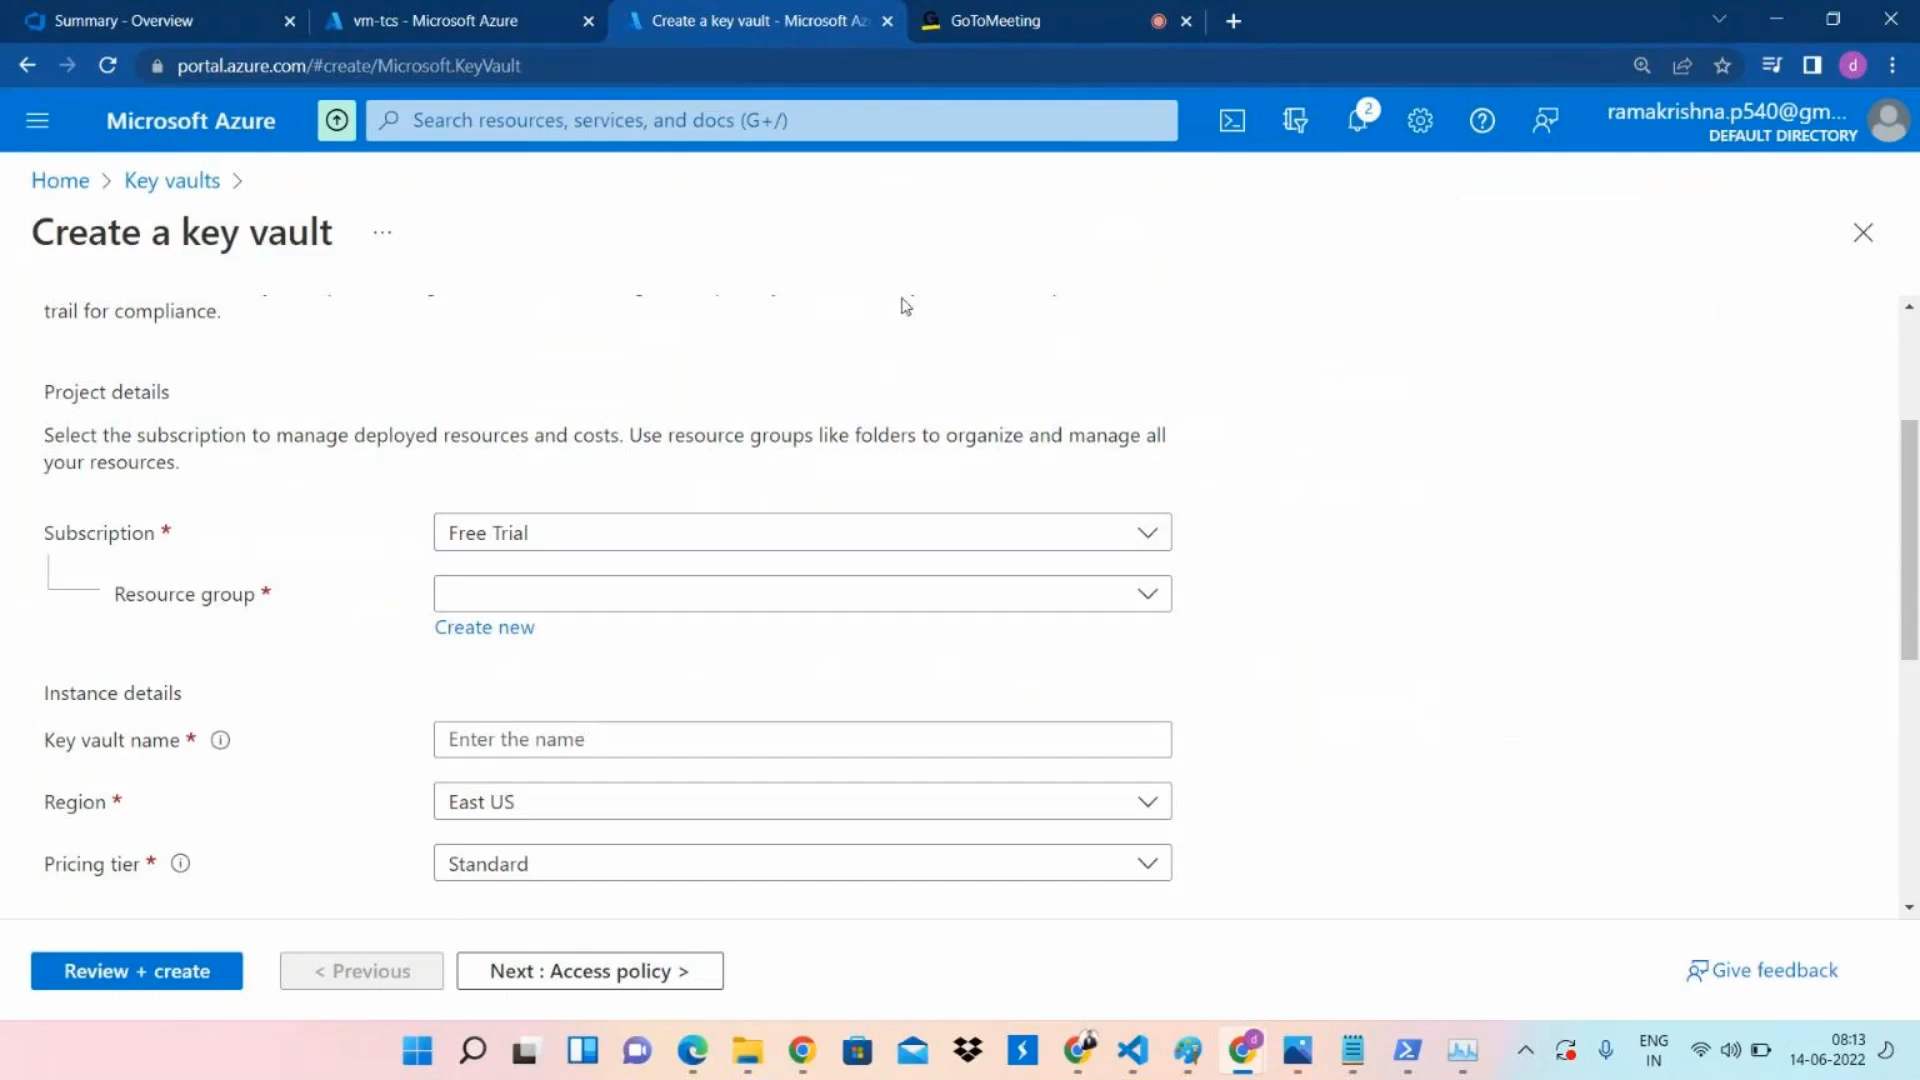 Summary - Overview
vm-tcs - Microsoft Azure
Create a key vault - Microsoft Az
GoToMeeting
portal.azure.com/#create/Microsoft.KeyVault
d
Microsoft Azure
Search resources, services, and docs (G+/)
2
ramakrishna.p540@gm...
DEFAULT DIRECTORY
Home > Key vaults >
Create a key vault ...
trail for compliance.
Project details
Select the subscription to manage deployed resources and costs. Use resource groups like folders to organize and manage all
your resources.
Subscription *
Free Trial
Resource group *
Create new
Instance details
Key vault name *
Enter the name
Region *
East US
Pricing tier *
Standard
Review + create
< Previous
Next : Access policy >
Give feedback
ENG
IN
08:13
14-06-2022